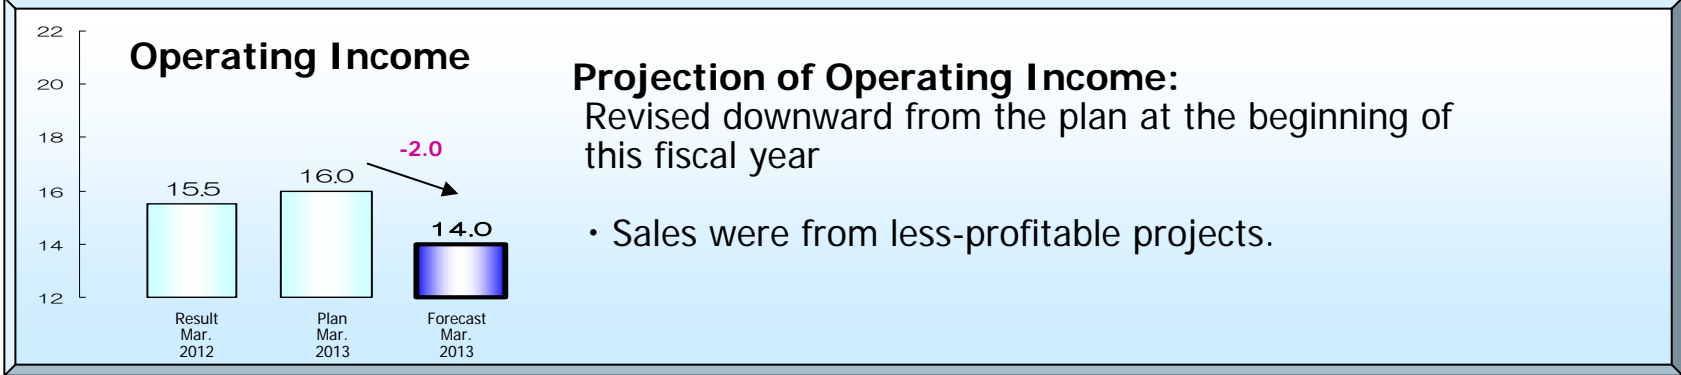 Operating Income
22
20
18
16
14
12
15.5
16.0
14.0
-2.0
Result
Mar.
2012
Plan
Mar.
2013
Forecast
Mar.
2013
Projection of Operating Income:
Revised downward from the plan at the beginning of
this fiscal year
・Sales were from less-profitable projects.